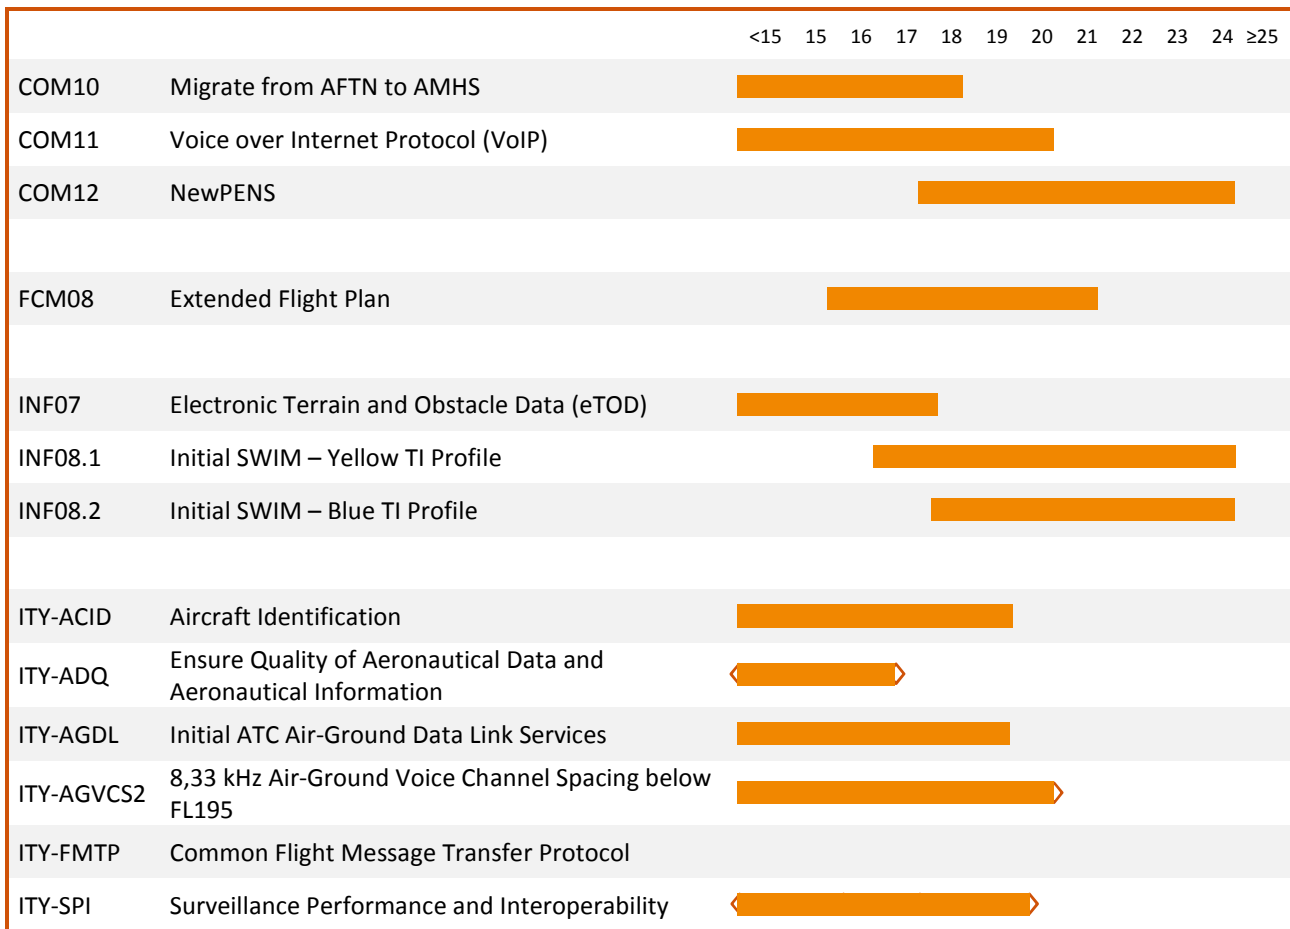 <15 15 16 17 18 19 20 21 22 23 24 ≥25
COM10 Migrate from AFTN to AMHS
COM11 Voice over Internet Protocol (VoIP)
COM12 NewPENS
FCM08 Extended Flight Plan
INF07 Electronic Terrain and Obstacle Data (eTOD)
INF08.1 Initial SWIM – Yellow TI Profile
INF08.2 Initial SWIM – Blue TI Profile
ITY-ACID Aircraft Identification
ITY-ADQ Ensure Quality of Aeronautical Data and
Aeronautical Information
ITY-AGDL Initial ATC Air-Ground Data Link Services
ITY-AGVCS2 8,33 kHz Air-Ground Voice Channel Spacing below
FL195
ITY-FMTP Common Flight Message Transfer Protocol
ITY-SPI Surveillance Performance and Interoperability